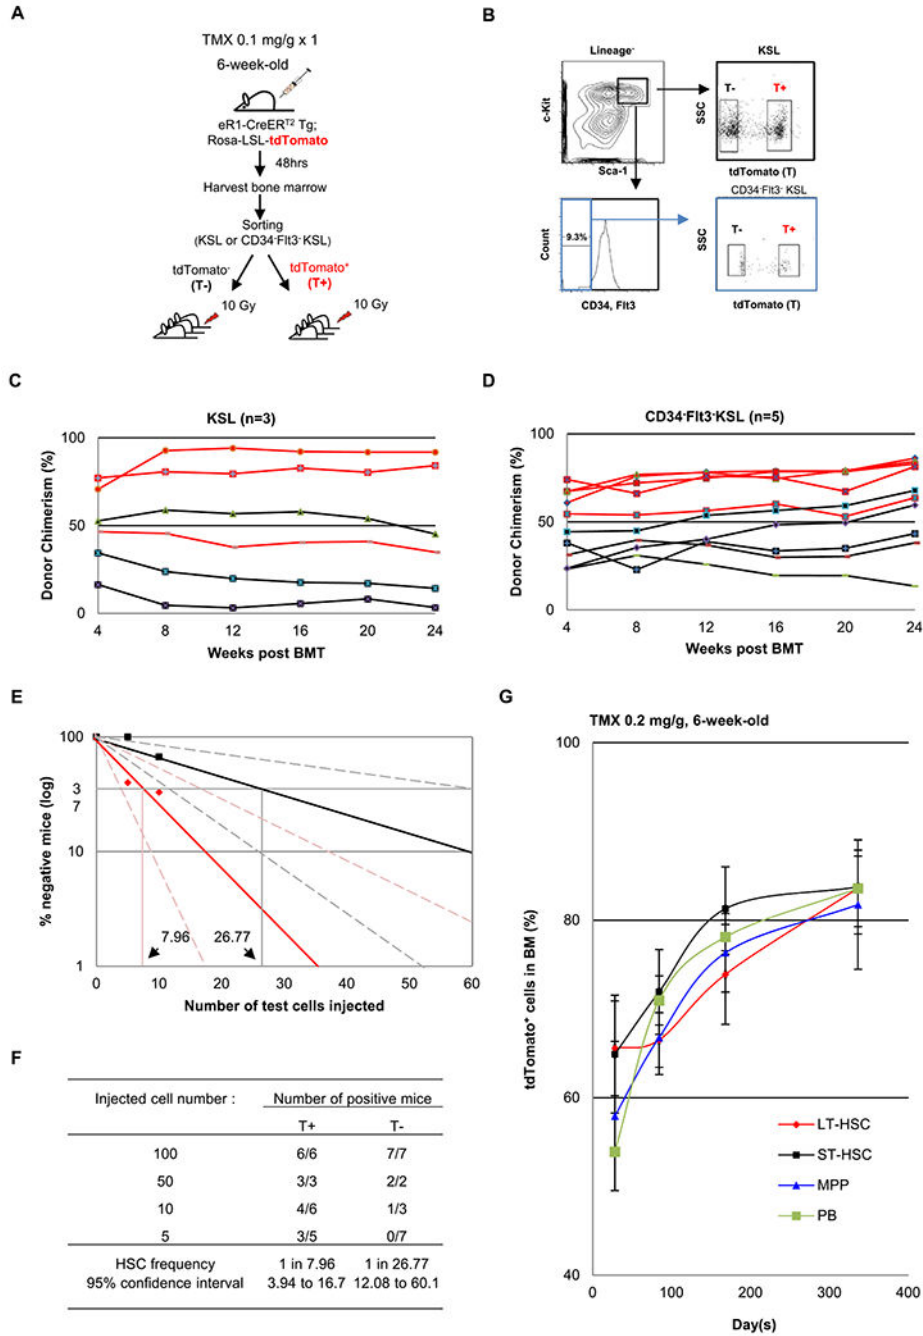 A
TMX 0.1 mg/g x 1
6-week-old
eR1-CreERT2 Tg;
Rosa-LSL-tdTomato
48hrs
Harvest bone marrow
Sorting
(KSL or CD34-Flt3-KSL)
tdTomato-
(T-)
tdTomato+
(T+)
10 Gy
10 Gy
B
Lineage-
c-Kit
Sca-1
KSL
T-
T+
SSC
tdTomato (T)
9.3%
Count
CD34, Flt3
CD34-Flt3- KSL
T-
T+
SSC
tdTomato (T)
C
KSL (n=3)
Donor Chimerism (%)
100
50
0
4 8 12 16 20 24
Weeks post BMT
D
CD34-Flt3-KSL (n=5)
Donor Chimerism (%)
100
50
0
4 8 12 16 20 24
Weeks post BMT
E
% negative mice (log)
100
3
7
10
1
7.96
26.77
0 10 20 30 40 50 60
Number of test cells injected
F
Injected cell number : Number of positive mice
T+ T-
100 6/6 7/7
50 3/3 2/2
10 4/6 1/3
5 3/5 0/7
HSC frequency 1 in 7.96 1 in 26.77
95% confidence interval 3.94 to 16.7 12.08 to 60.1
G
TMX 0.2 mg/g, 6-week-old
tdTomato+ cells in BM (%)
100
80
60
40
LT-HSC
ST-HSC
MPP
PB
0 100 200 300 400
Day(s)